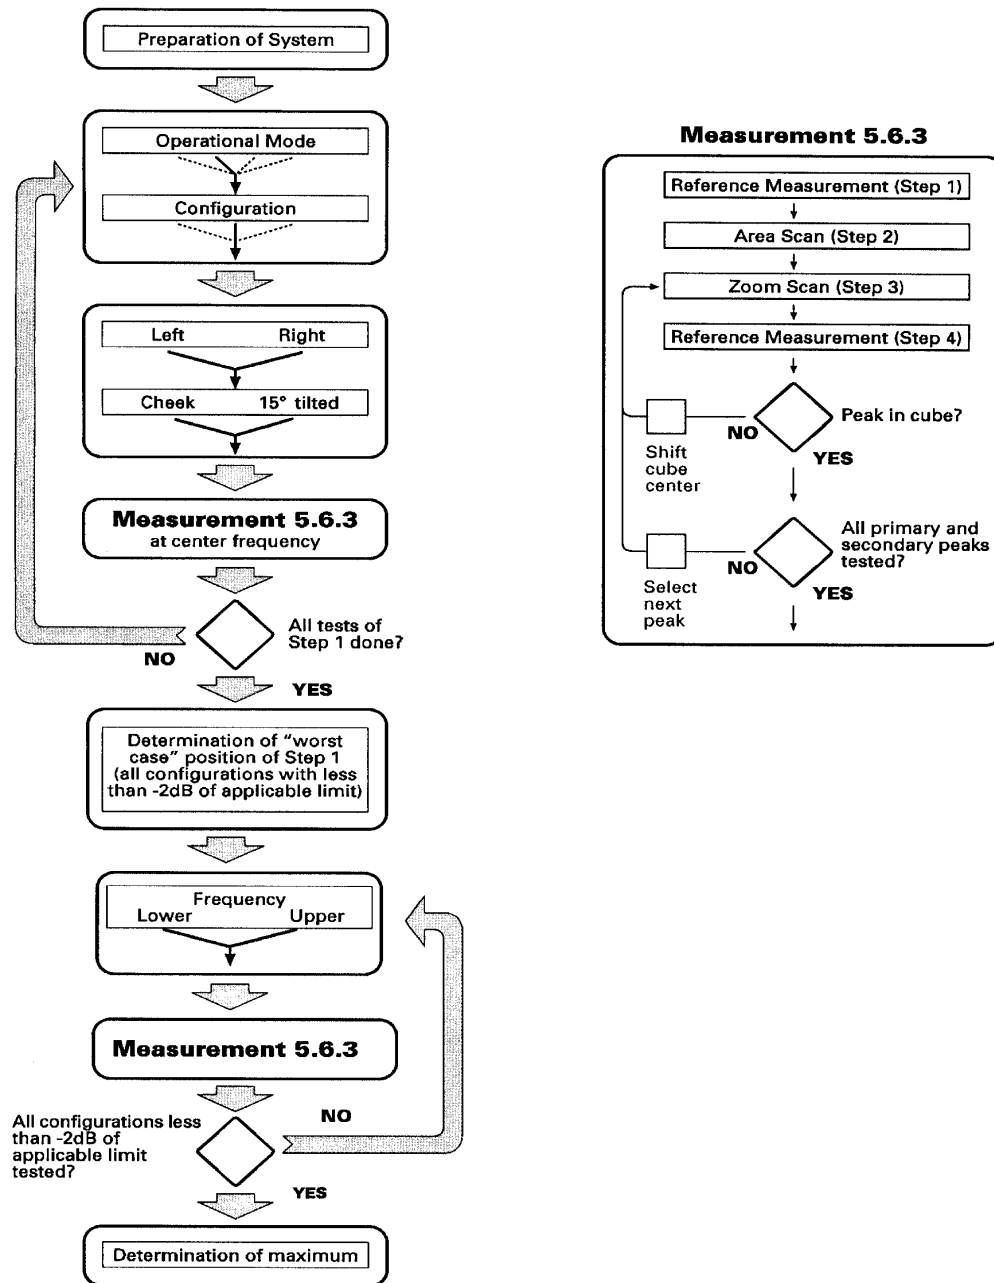 Preparation of System
Operational Mode
Configuration
Left Right
Cheek 15° tilted
Measurement 5.6.3
at center frequency
All tests of
Step 1 done?
NO
YES
Determination of “worst
case” position of Step 1
(all configurations with less
than -2dB of applicable limit)
Frequency
Lower Upper
Measurement 5.6.3
All configurations less
than -2dB of
applicable limit
tested?
NO
YES
Determination of maximum
Measurement 5.6.3
Reference Measurement (Step 1)
Area Scan (Step 2)
Zoom Scan (Step 3)
Reference Measurement (Step 4)
Peak in cube?
NO
YES
Shift
cube
center
All primary and
secondary peaks
tested?
NO
YES
Select
next
peak